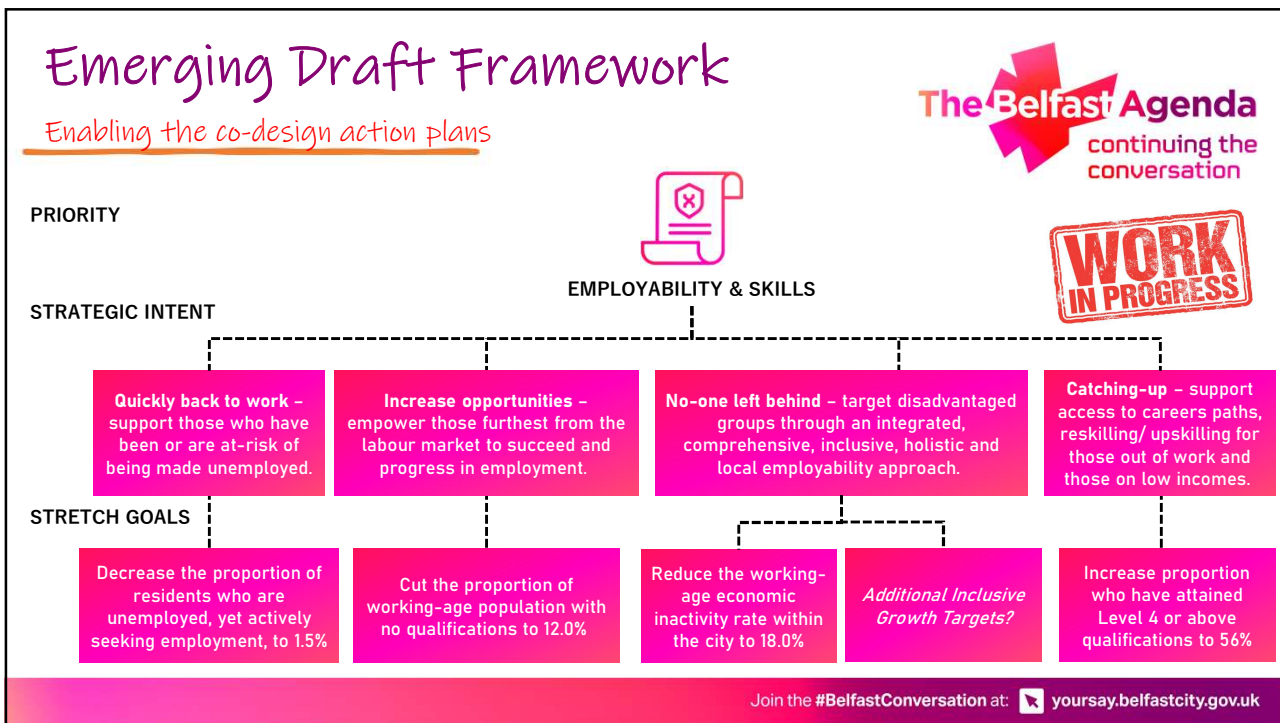 Emerging Draft Framework
Enabling the co-design action plans
The Belfast Agenda
continuing the
conversation
PRIORITY
WORK
IN PROGRESS
EMPLOYABILITY & SKILLS
STRATEGIC INTENT
Quickly back to work –
support those who have
been or are at-risk of
being made unemployed.
Increase opportunities –
empower those furthest from the
labour market to succeed and
progress in employment.
No-one left behind – target disadvantaged
groups through an integrated,
comprehensive, inclusive, holistic and
local employability approach.
Catching-up – support
access to careers paths,
reskilling/ upskilling for
those out of work and
those on low incomes.
STRETCH GOALS
Decrease the proportion of
residents who are
unemployed, yet actively
seeking employment, to 1.5%
Cut the proportion of
working-age population with
no qualifications to 12.0%
Reduce the working-
age economic
inactivity rate within
the city to 18.0%
Additional Inclusive
Growth Targets?
Increase proportion
who have attained
Level 4 or above
qualifications to 56%
Join the #BelfastConversation at: yoursay.belfastcity.gov.uk